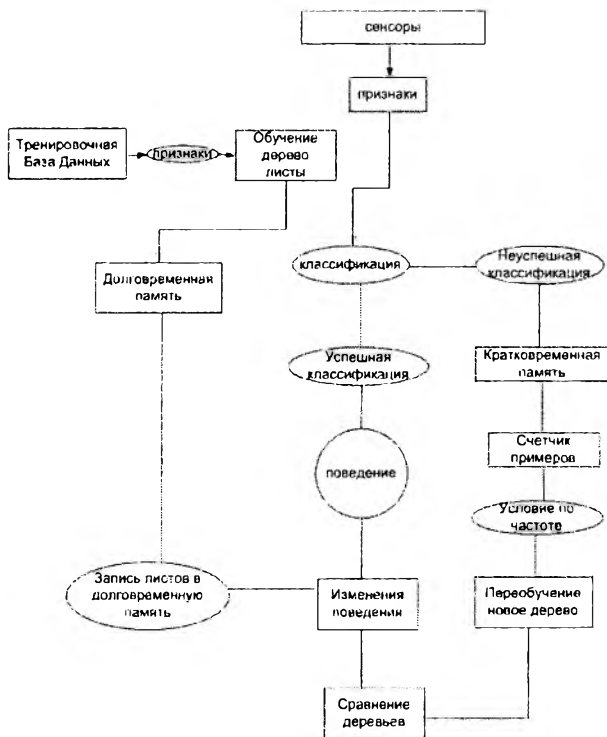 сенсоры
признаки
Тренировочная
База Данных
признаки
Обучение
дерево
листы
Долговременная
память
классификация
Неуспешная
классификация
Успешная
классификация
Кратковременная
память
поведение
Счетчик
примеров
Условие по
частоте
Запись листов в
долговременную
память
Изменения
поведения
Переобучение
новое дерево
Сравнение
деревьев